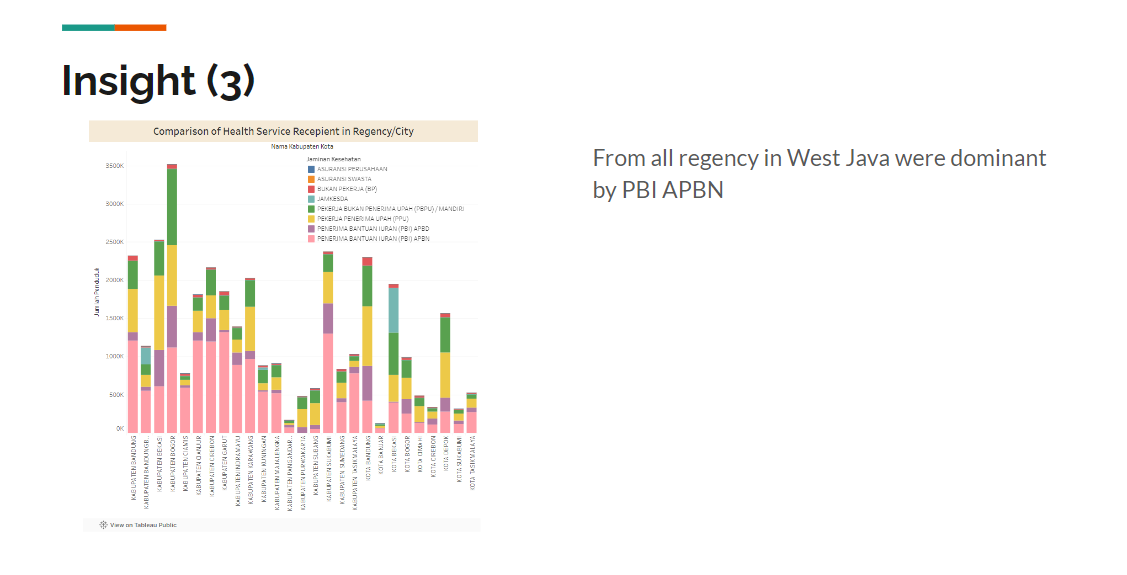 Insight (3)
Comparison of Health Service Recepient in Regency/City
Nama Kabupaten Kota
Jaminan Kesehatan
ASURANSI PERUSAHAAN
ASURANSI SWASTA
BUKAN PEKERJA (BP)
JAMKESDA
PEKERJA BUKAN PENERIMA UPAH (PBPU) / MANDIRI
PEKERJA PENERIMA UPAH (PPU)
PENERIMA BANTUAN IURAN (PBI) APBD
PENERIMA BANTUAN IURAN (PBI) APBN
Jumlah Penduduk
3500K
3000K
2500K
2000K
1500K
1000K
500K
0K
KABUPATEN BANDUNG
KABUPATEN BANDUNG B..
KABUPATEN BEKASI
KABUPATEN BOGOR
KABUPATEN CIAMIS
KABUPATEN CIANJUR
KABUPATEN CIREBON
KABUPATEN GARUT
KABUPATEN INDRAMAYU
KABUPATEN KARAWANG
KABUPATEN KUNINGAN
KABUPATEN MAJALENGKA
KABUPATEN PANGANDAR..
KABUPATEN PURWAKARTA
KABUPATEN SUBANG
KABUPATEN SUKABUMI
KABUPATEN SUMEDANG
KABUPATEN TASIKMALAYA
KOTA BANDUNG
KOTA BANJAR
KOTA BEKASI
KOTA BOGOR
KOTA CIMAHI
KOTA CIREBON
KOTA DEPOK
KOTA SUKABUMI
KOTA TASIKMALAYA
View on Tableau Public
From all regency in West Java were dominant
by PBI APBN